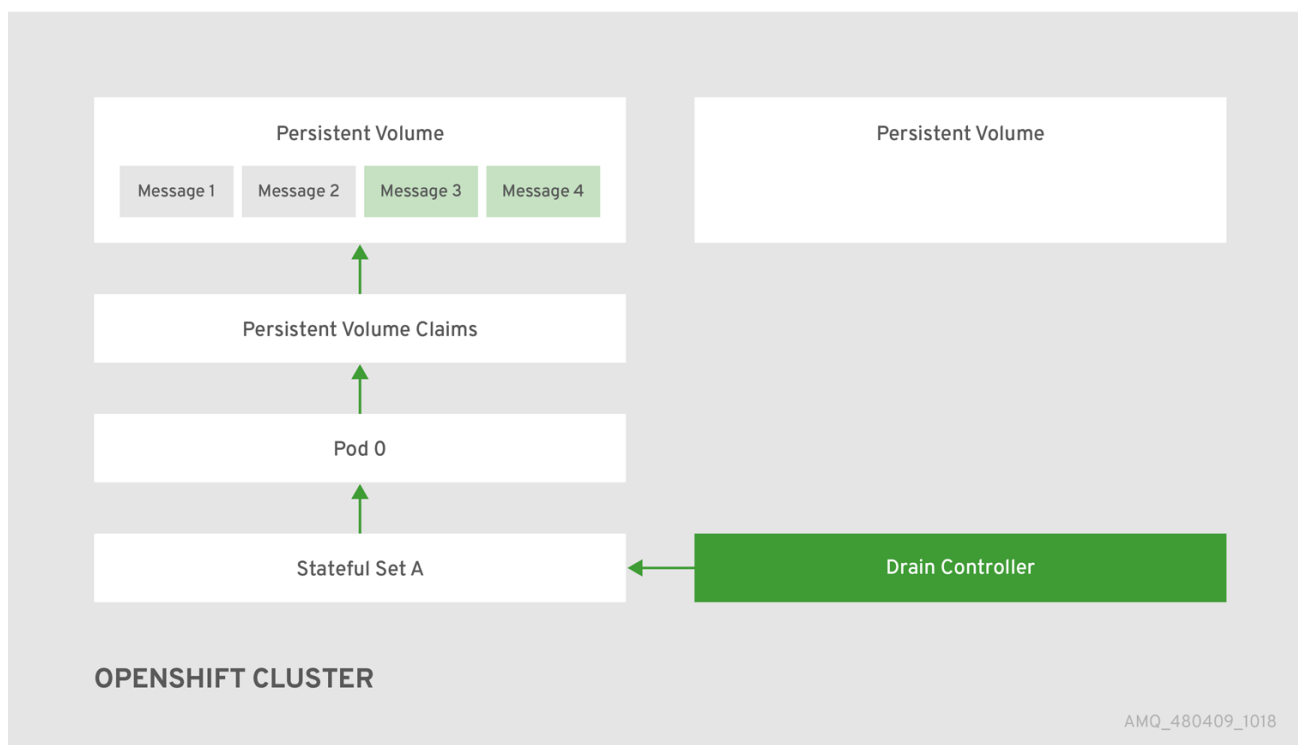 Persistent Volume
Message 1
Message 2
Message 3
Message 4
Persistent Volume
Persistent Volume Claims
Pod 0
Stateful Set A
Drain Controller
OPENSHIFT CLUSTER
AMQ_480409_1018